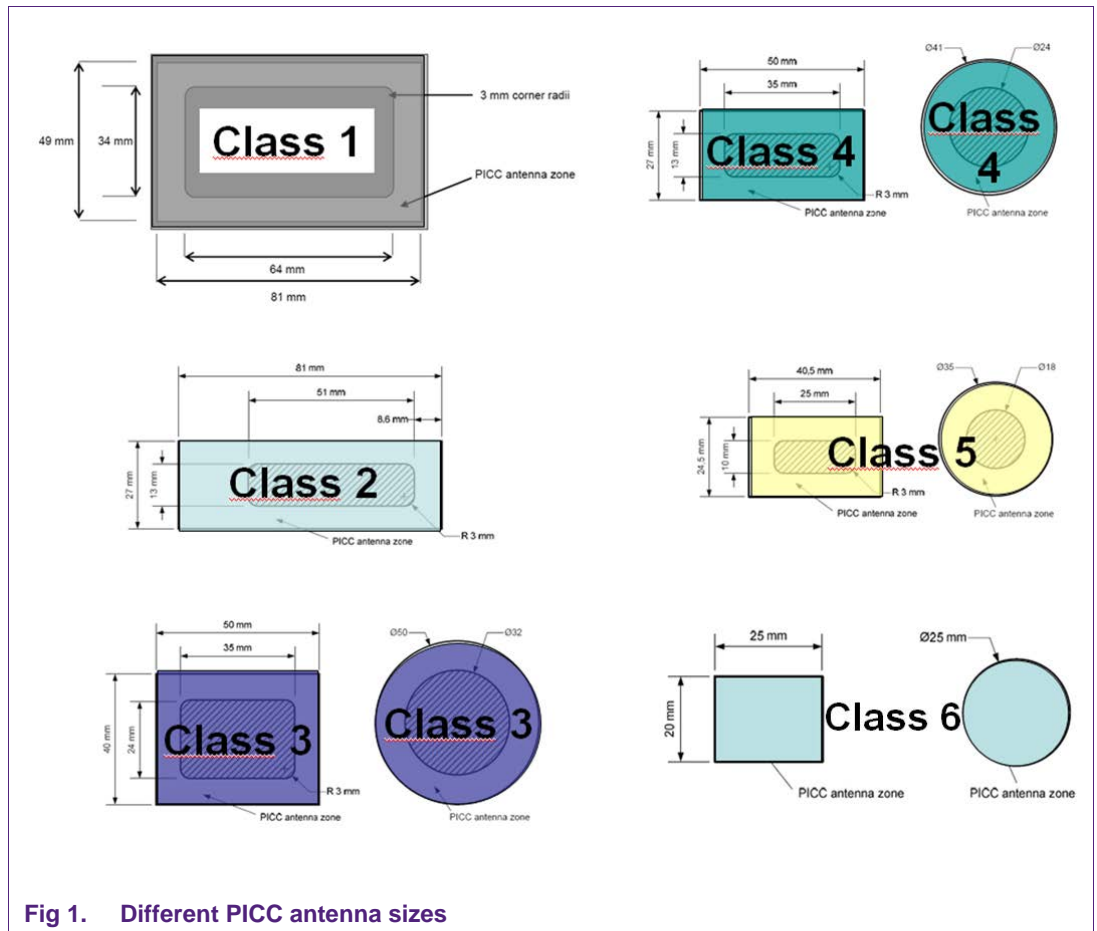 49 mm
34 mm
Class 1
3 mm corner radii
PICC antenna zone
64 mm
81 mm
50 mm
35 mm
27 mm
13 mm
Class 4
R 3 mm
PICC antenna zone
Ø41
Ø24
Class
4
PICC antenna zone
81 mm
51 mm
8.6 mm
27 mm
13 mm
Class 2
R 3 mm
PICC antenna zone
40.5 mm
25 mm
24.5 mm
10 mm
Class 5
R 3 mm
PICC antenna zone
Ø35
Ø18
PICC antenna zone
50 mm
35 mm
40 mm
24 mm
Class 3
R 3 mm
PICC antenna zone
Ø50
Ø32
Class 3
PICC antenna zone
25 mm
20 mm
Class 6
PICC antenna zone
Ø25 mm
PICC antenna zone
Fig 1. Different PICC antenna sizes